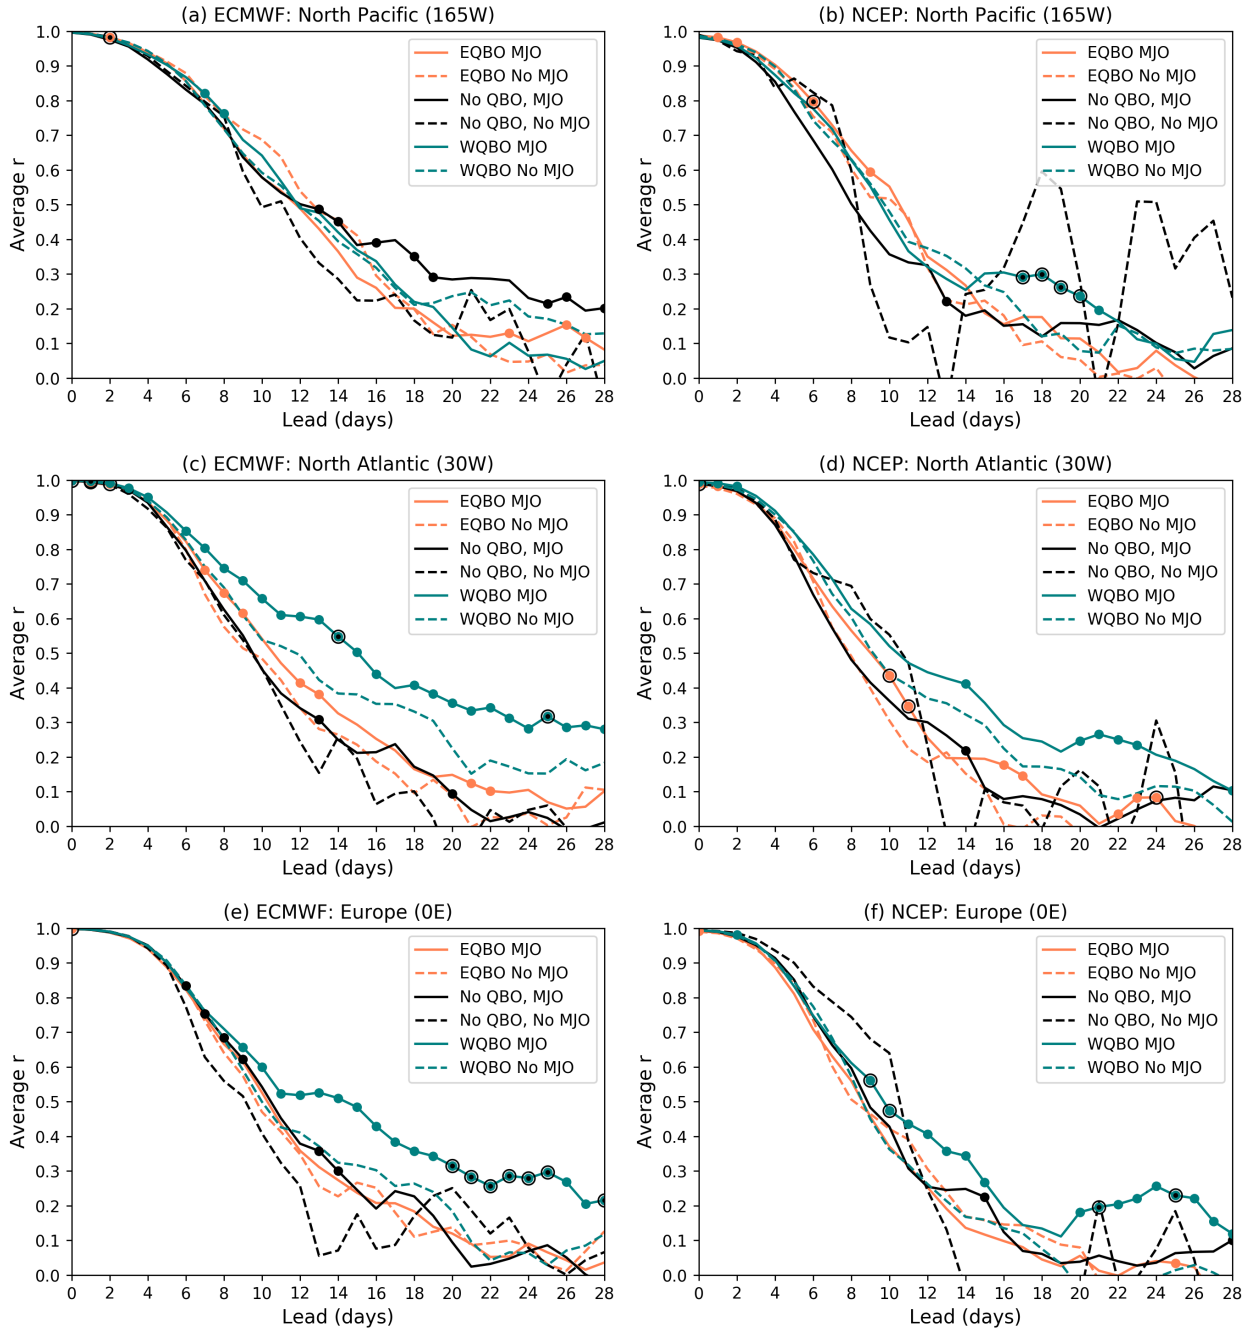 (a) ECMWF: North Pacific (165W)
1.0
0.9
0.8
0.7
0.6
0.5
0.4
0.3
0.2
0.1
0.0
Average r
EQBO MJO
EQBO No MJO
No QBO, MJO
No QBO, No MJO
WQBO MJO
WQBO No MJO
0 2 4 6 8 10 12 14 16 18 20 22 24 26 28
Lead (days)
(b) NCEP: North Pacific (165W)
1.0
0.9
0.8
0.7
0.6
0.5
0.4
0.3
0.2
0.1
0.0
Average r
EQBO MJO
EQBO No MJO
No QBO, MJO
No QBO, No MJO
WQBO MJO
WQBO No MJO
0 2 4 6 8 10 12 14 16 18 20 22 24 26 28
Lead (days)
(c) ECMWF: North Atlantic (30W)
1.0
0.9
0.8
0.7
0.6
0.5
0.4
0.3
0.2
0.1
0.0
Average r
EQBO MJO
EQBO No MJO
No QBO, MJO
No QBO, No MJO
WQBO MJO
WQBO No MJO
0 2 4 6 8 10 12 14 16 18 20 22 24 26 28
Lead (days)
(d) NCEP: North Atlantic (30W)
1.0
0.9
0.8
0.7
0.6
0.5
0.4
0.3
0.2
0.1
0.0
Average r
EQBO MJO
EQBO No MJO
No QBO, MJO
No QBO, No MJO
WQBO MJO
WQBO No MJO
0 2 4 6 8 10 12 14 16 18 20 22 24 26 28
Lead (days)
(e) ECMWF: Europe (0E)
1.0
0.9
0.8
0.7
0.6
0.5
0.4
0.3
0.2
0.1
0.0
Average r
EQBO MJO
EQBO No MJO
No QBO, MJO
No QBO, No MJO
WQBO MJO
WQBO No MJO
0 2 4 6 8 10 12 14 16 18 20 22 24 26 28
Lead (days)
(f) NCEP: Europe (0E)
1.0
0.9
0.8
0.7
0.6
0.5
0.4
0.3
0.2
0.1
0.0
Average r
EQBO MJO
EQBO No MJO
No QBO, MJO
No QBO, No MJO
WQBO MJO
WQBO No MJO
0 2 4 6 8 10 12 14 16 18 20 22 24 26 28
Lead (days)